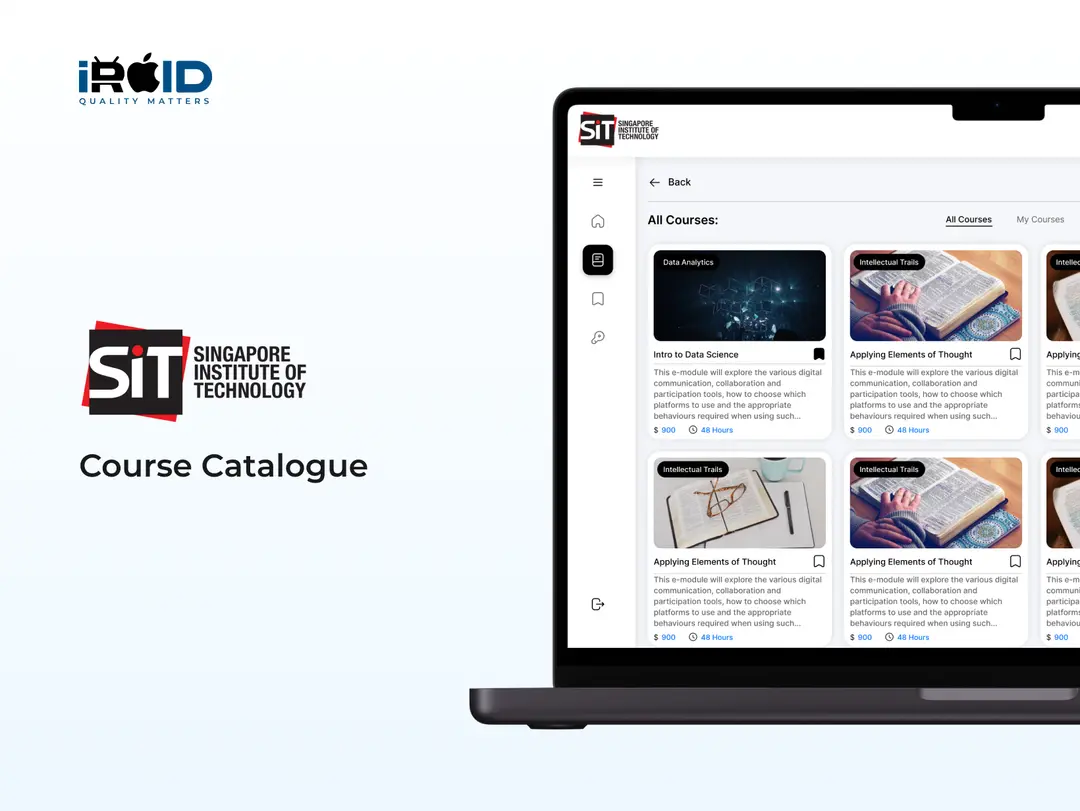 iROID
QUALITY MATTERS
SiT SINGAPORE
INSTITUTE OF
TECHNOLOGY
Course Catalogue
SiT SINGAPORE
INSTITUTE OF
TECHNOLOGY
Back
All Courses:
All Courses
My Courses
Data Analytics
Intro to Data Science
This e-module will explore the various digital
communication, collaboration and
participation tools, how to choose which
platforms to use and the appropriate
behaviours required when using such...
$ 900 48 Hours
Intellectual Trails
Applying Elements of Thought
This e-module will explore the various digital
communication, collaboration and
participation tools, how to choose which
platforms to use and the appropriate
behaviours required when using such...
$ 900 48 Hours
Intellec
Applying
This e-m
communi
participa
platforms
behaviou
$ 900
Intellectual Trails
Applying Elements of Thought
This e-module will explore the various digital
communication, collaboration and
participation tools, how to choose which
platforms to use and the appropriate
behaviours required when using such...
$ 900 48 Hours
Intellectual Trails
Applying Elements of Thought
This e-module will explore the various digital
communication, collaboration and
participation tools, how to choose which
platforms to use and the appropriate
behaviours required when using such...
$ 900 48 Hours
Intellec
Applying
This e-m
communi
participa
platforms
behaviou
$ 900